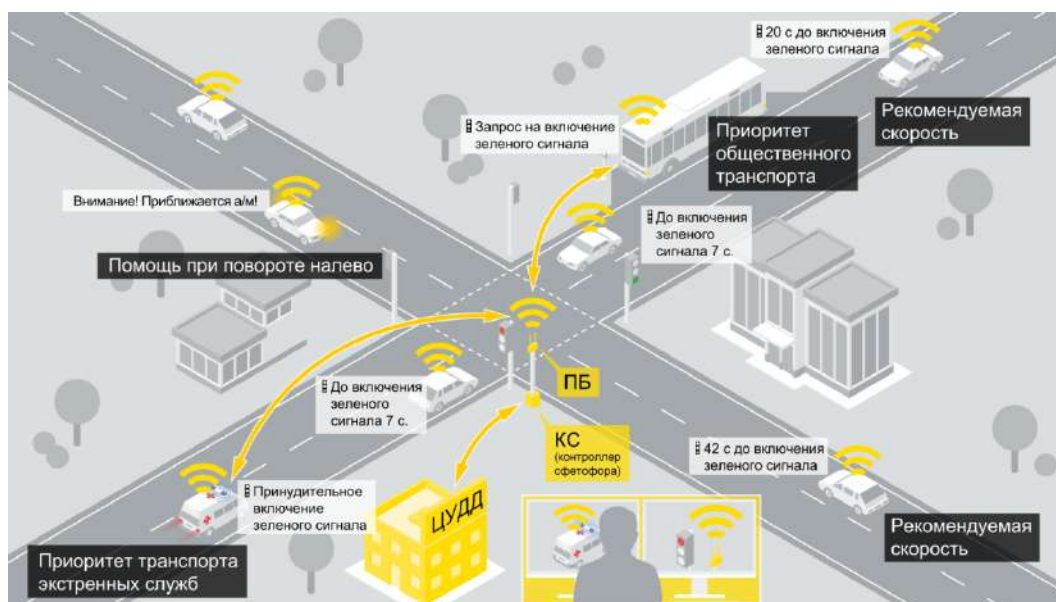 20 с до включения
зеленого сигнала
Рекомендуемая
скорость
Запрос на включение
зеленого сигнала
Приоритет
общественного
транспорта
Внимание! Приближается а/м!
До включения
зеленого
сигнала 7 с.
Помощь при повороте налево
ПБ
До включения
зеленого
сигнала 7 с.
КС
(контроллер
сфетофора)
42 с до включения
зеленого сигнала
Принудительное
включение
зеленого сигнала
ЦУДД
Рекомендуемая
скорость
Приоритет транспорта
экстренных служб